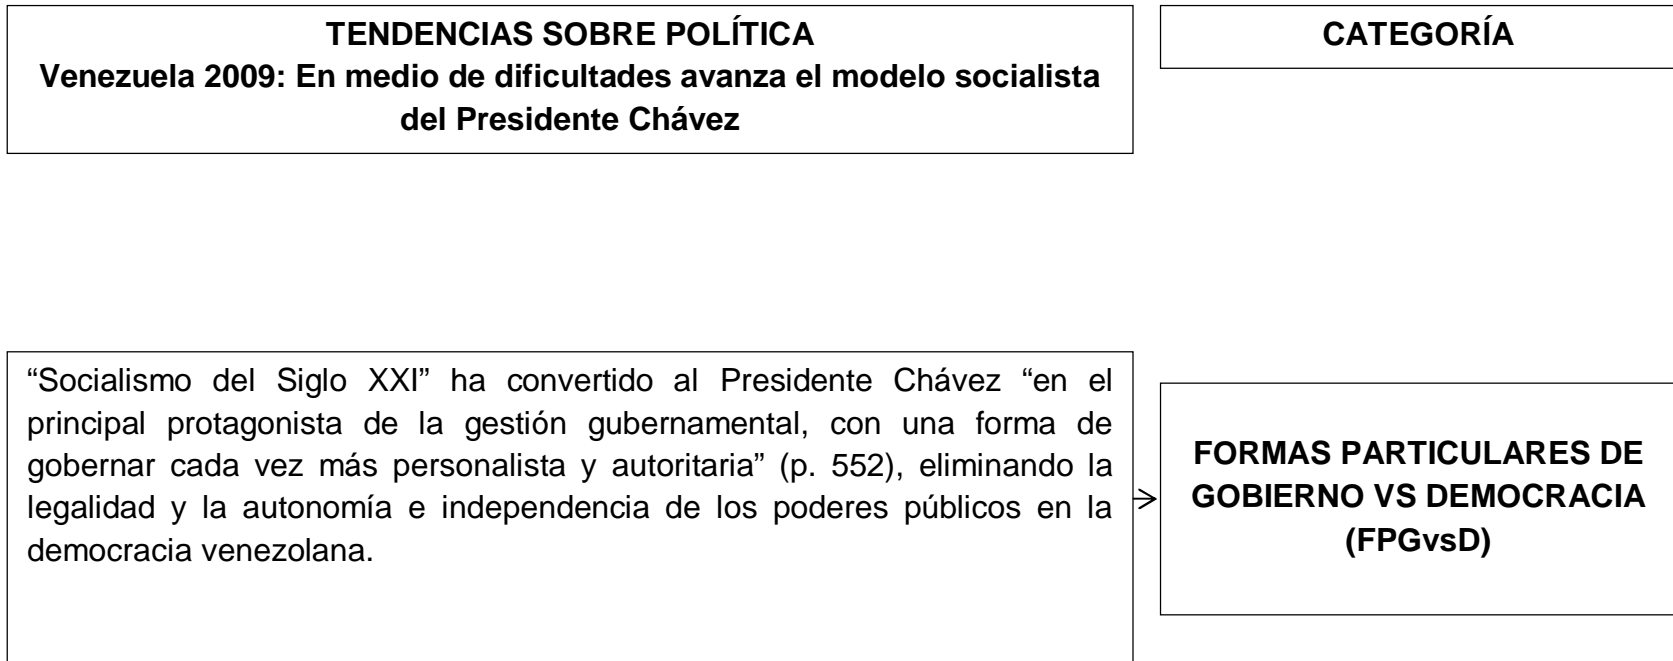 TENDENCIAS SOBRE POLÍTICA
Venezuela 2009: En medio de dificultades avanza el modelo socialista
del Presidente Chávez
CATEGORÍA
“Socialismo del Siglo XXI” ha convertido al Presidente Chávez “en el
principal protagonista de la gestión gubernamental, con una forma de
gobernar cada vez más personalista y autoritaria” (p. 552), eliminando la
legalidad y la autonomía e independencia de los poderes públicos en la
democracia venezolana.
FORMAS PARTICULARES DE
GOBIERNO VS DEMOCRACIA
(FPGvsD)